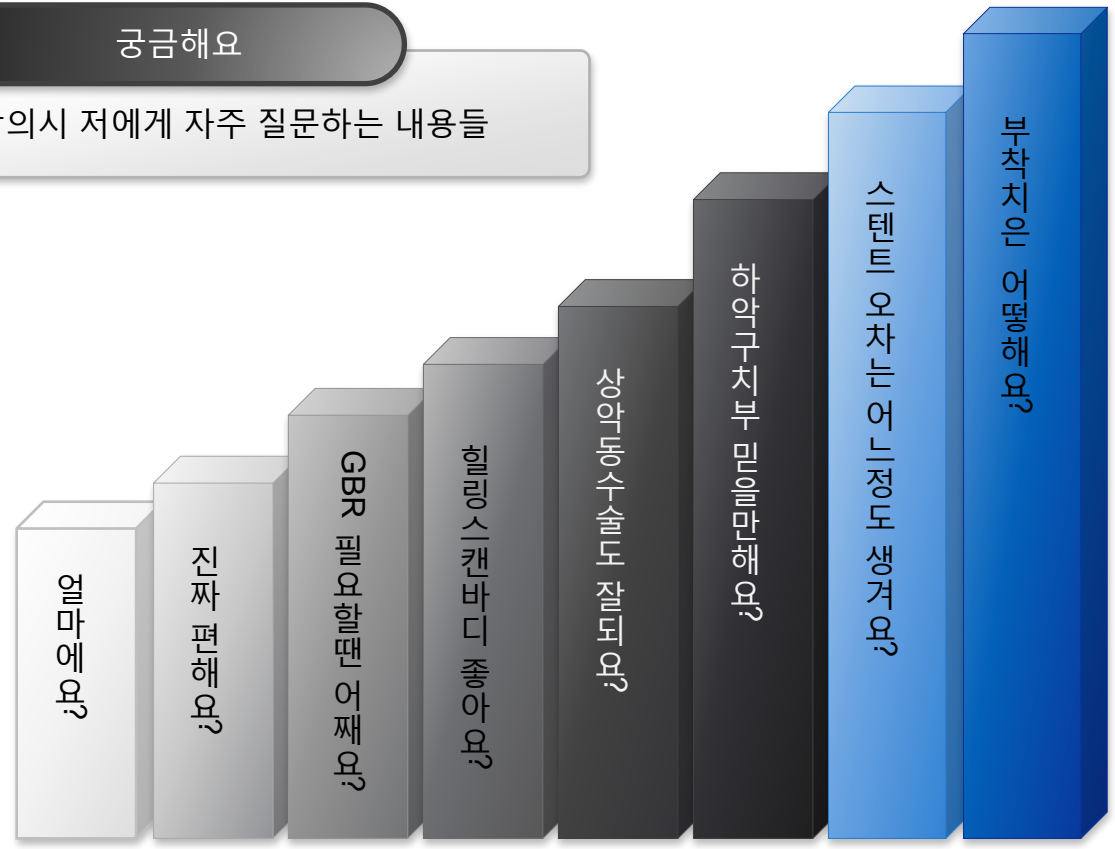 궁금해요
의시 저에게 자주 질문하는 내용들
얼마에요?
진짜 편해요?
GBR 필요할땐 어째요?
힐링스캔바디 좋아요?
상악동수술도 잘되요?
하악구치부 믿을만해요?
스텐트 오차는 어느정도 생겨요?
부착치은 어떻해요?